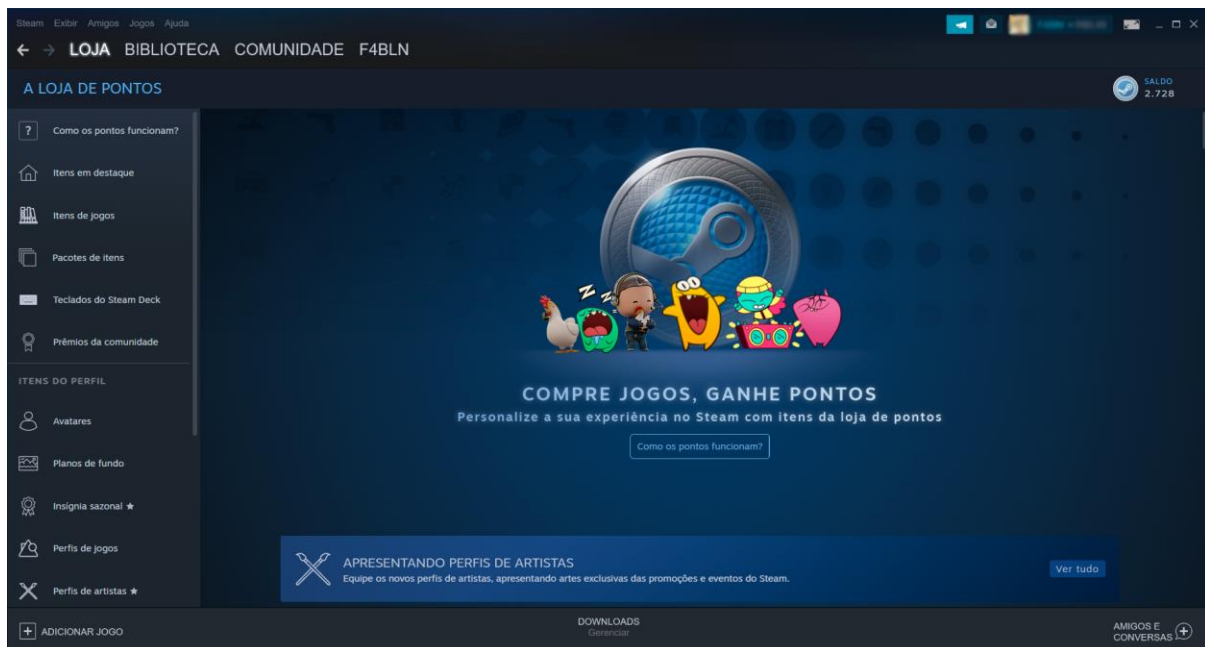 Steam Exibir Amigos Jogos Ajuda
LOJA BIBLIOTECA COMUNIDADE F4BLN
A LOJA DE PONTOS
SALDO
2.728
? Como os pontos funcionam?
Itens em destaque
Itens de jogos
Pacotes de itens
Teclados do Steam Deck
Prêmios da comunidade
ITENS DO PERFIL
Avatares
Planos de fundo
Insígnia sazonal ★
Perfis de jogos
Perfis de artistas ★
z z z
COMPRE JOGOS, GANHE PONTOS
Personalize a sua experiência no Steam com itens da loja de pontos
Como os pontos funcionam?
APRESENTANDO PERFIS DE ARTISTAS
Equipe os novos perfis de artistas, apresentando artes exclusivas das promoções e eventos do Steam.
Ver tudo
ADICIONAR JOGO
DOWNLOADS
Gerenciar
AMIGOS E
CONVERSAS